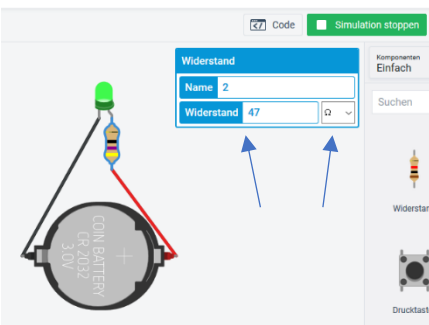 Code
Simulation stoppen
Widerstand
Name 2
Widerstand 47 Ω
Komponenten
Einfach
Suchen
COIN BATTERY
CR 2032
3.0V
+
Widerstan
Drucktast